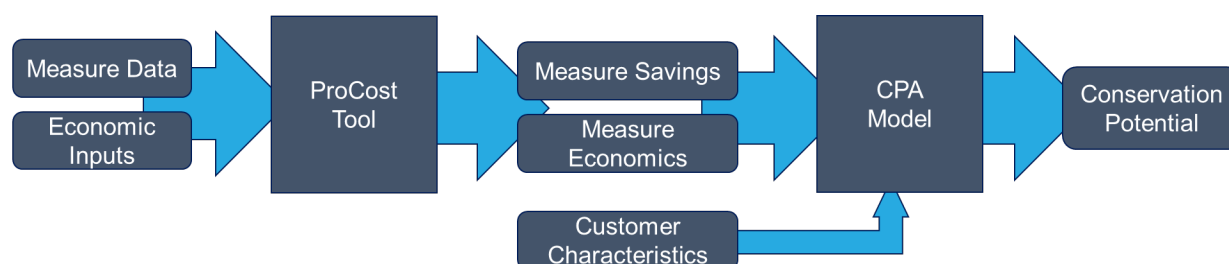 Measure Data
Economic
Inputs
ProCost
Tool
Measure Savings
Measure
Economics
Customer
Characteristics
CPA
Model
Conservation
Potential